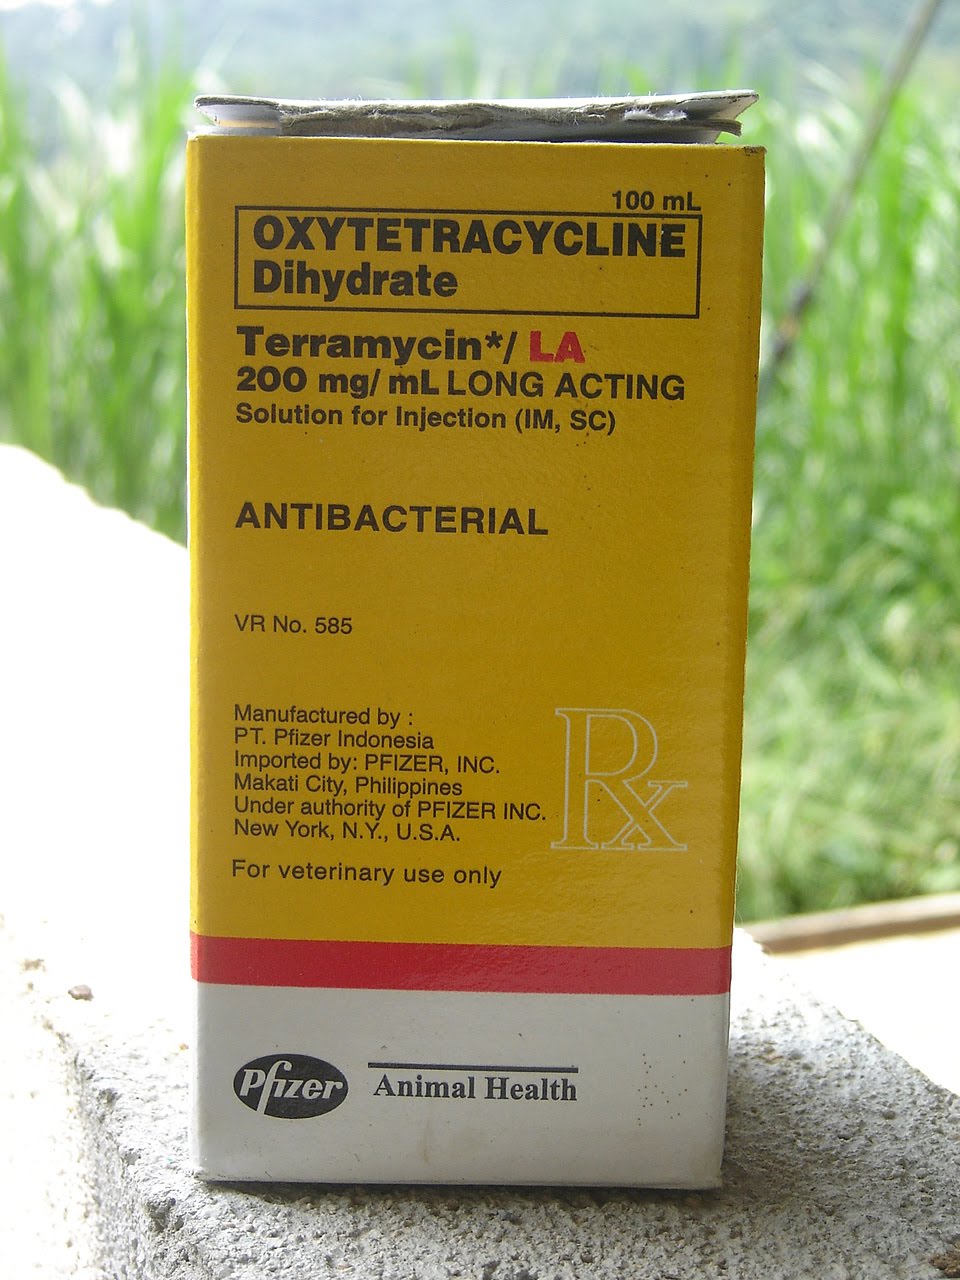 100 mL
OXYTETRACYCLINE
Dihydrate
Terramycin*/ LA
200 mg/ mL LONG ACTING
Solution for Injection (IM, SC)
ANTIBACTERIAL
VR No. 585
Manufactured by :
PT. Pfizer Indonesia
Imported by: PFIZER, INC.
Makati City, Philippines
Under authority of PFIZER INC.
New York, N.Y., U.S.A.
Rx
For veterinary use only
Pfizer Animal Health